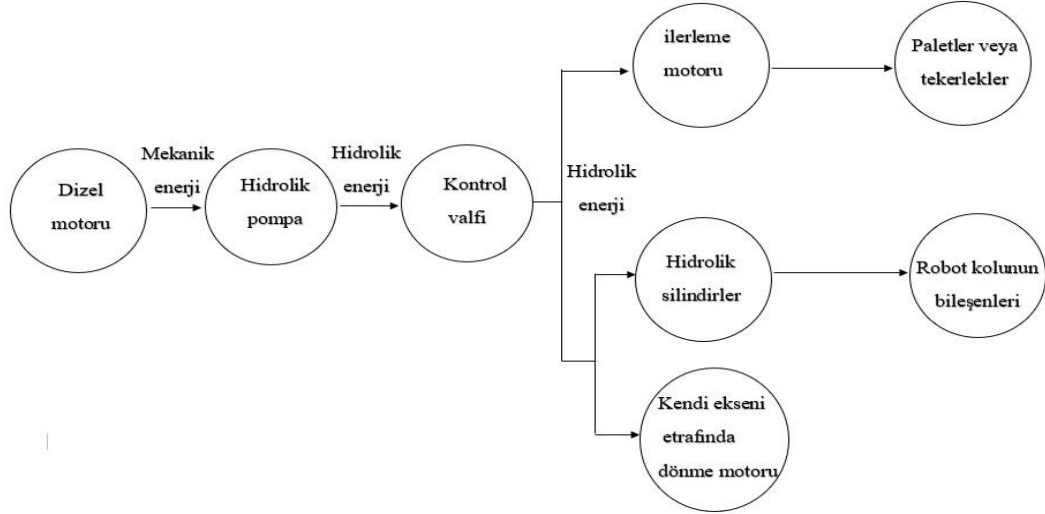 Dizel
motoru
Mekanik
enerji
Hidrolik
pompa
Hidrolik
enerji
Kontrol
valfi
Hidrolik
enerji
ilerleme
motoru
Paletler veya
tekerlekler
Hidrolik
silindirler
Robot kolunun
bileşenleri
Kendi ekseni
etrafında
dönme motoru